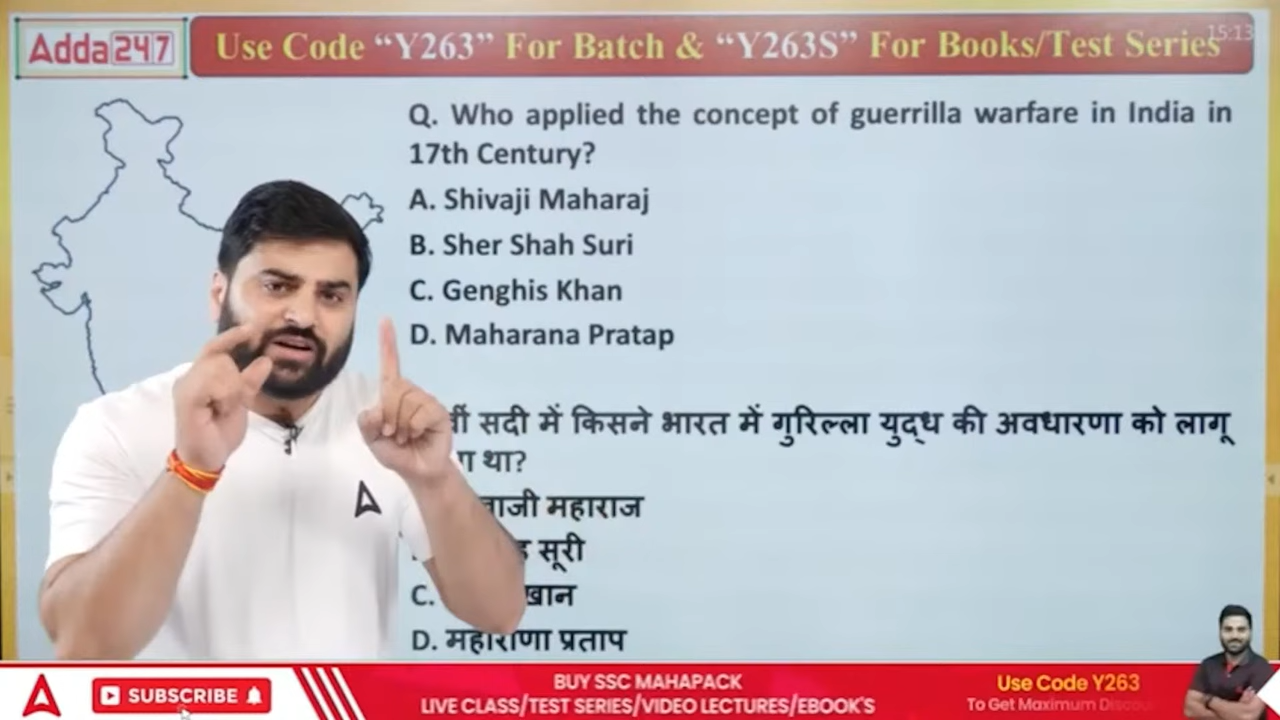 Adda247
Use Code “Y263” For Batch & “Y263S” For Books/Test Series
15:13
Q. Who applied the concept of guerrilla warfare in India in
17th Century?
A. Shivaji Maharaj
B. Sher Shah Suri
C. Genghis Khan
D. Maharana Pratap
सदी में किसने भारत में गुरिल्ला युद्ध की अवधारणा को लागू
था?
महाराज
सूरी
C. खान
D. महाराणा प्रताप
SUBSCRIBE
BUY SSC MAHAPACK
LIVE CLASS/TEST SERIES/VIDEO LECTURES/EBOOK'S
Use Code Y263
To Get Maximum